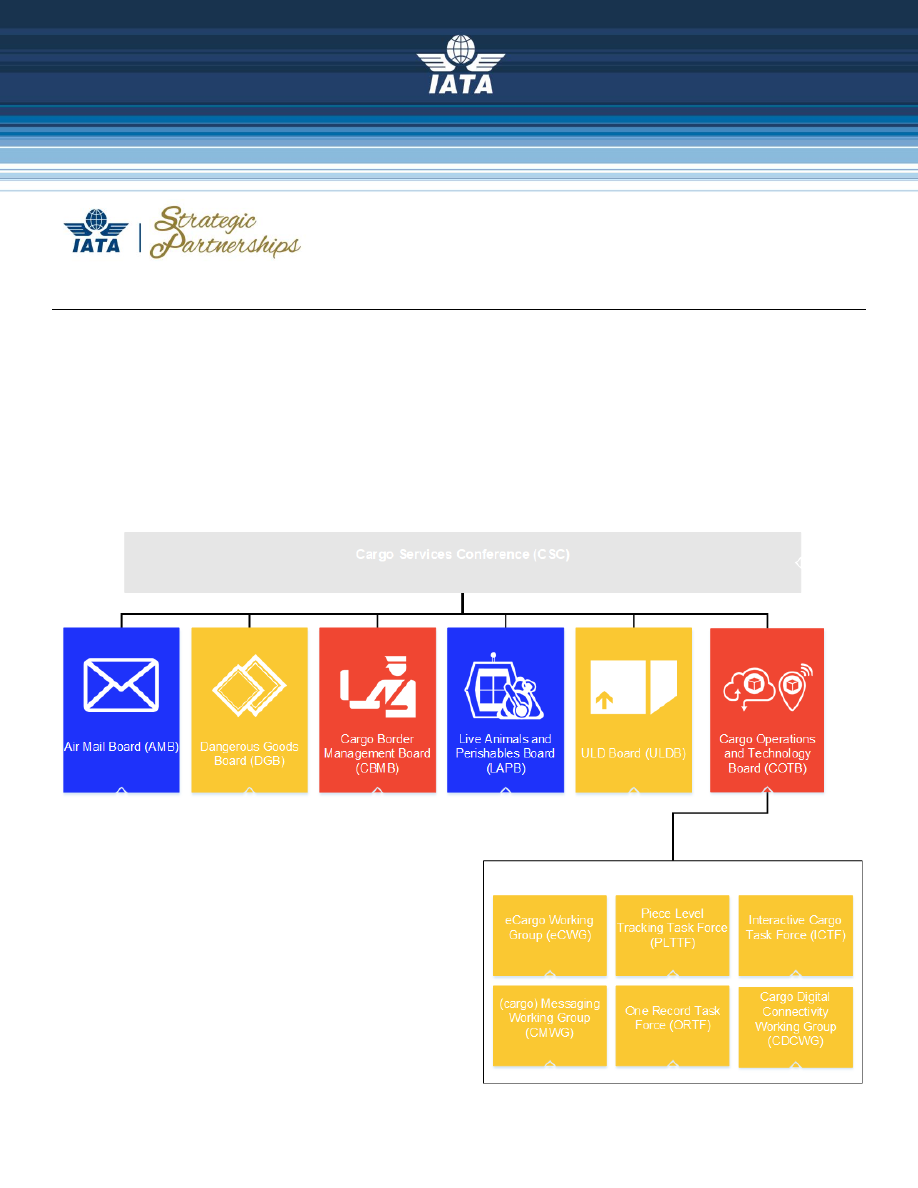 IATA
IATA
Strategic
Partnerships
Cargo Services Conference (CSC)
Air Mail Board (AMB)
Dangerous Goods
Board (DGB)
Cargo Border
Management Board
(CBMB)
Live Animals and
Perishables Board
(LAPB)
ULD Board (ULDB)
Cargo Operations
and Technology
Board (COTB)
eCargo Working
Group (eCWG)
Piece Level
Tracking Task Force
(PLTTF)
Interactive Cargo
Task Force (ICTF)
(cargo) Messaging
Working Group
(CMWG)
One Record Task
Force (ORTF)
Cargo Digital
Connectivity
Working Group
(CDCWG)